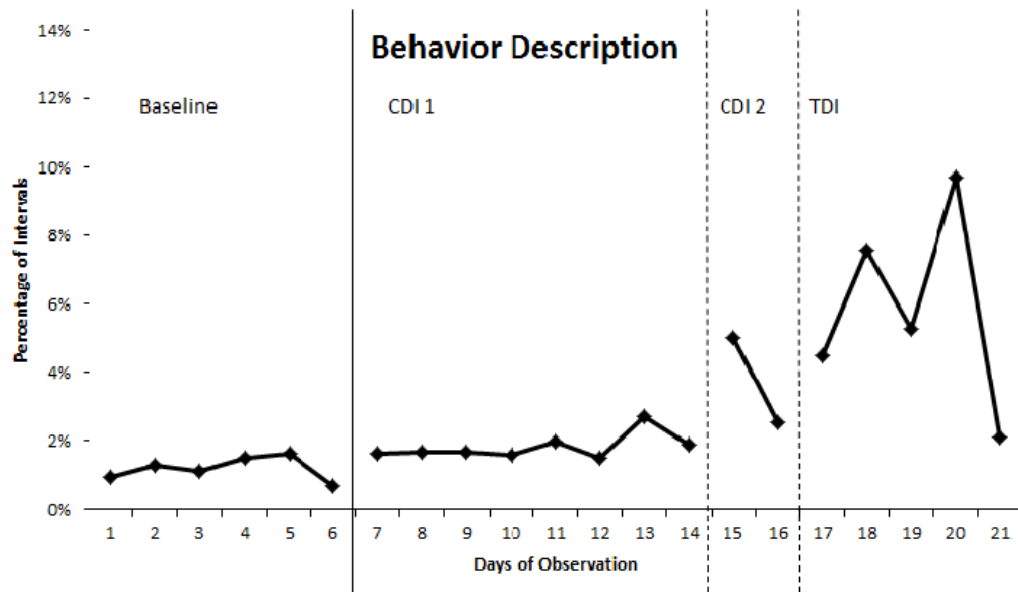 Behavior Description
Baseline
CDI 1
CDI 2
TDI
Percentage of Intervals
14%
12%
10%
8%
6%
4%
2%
0%
1 2 3 4 5 6 7 8 9 10 11 12 13 14 15 16 17 18 19 20 21
Days of Observation